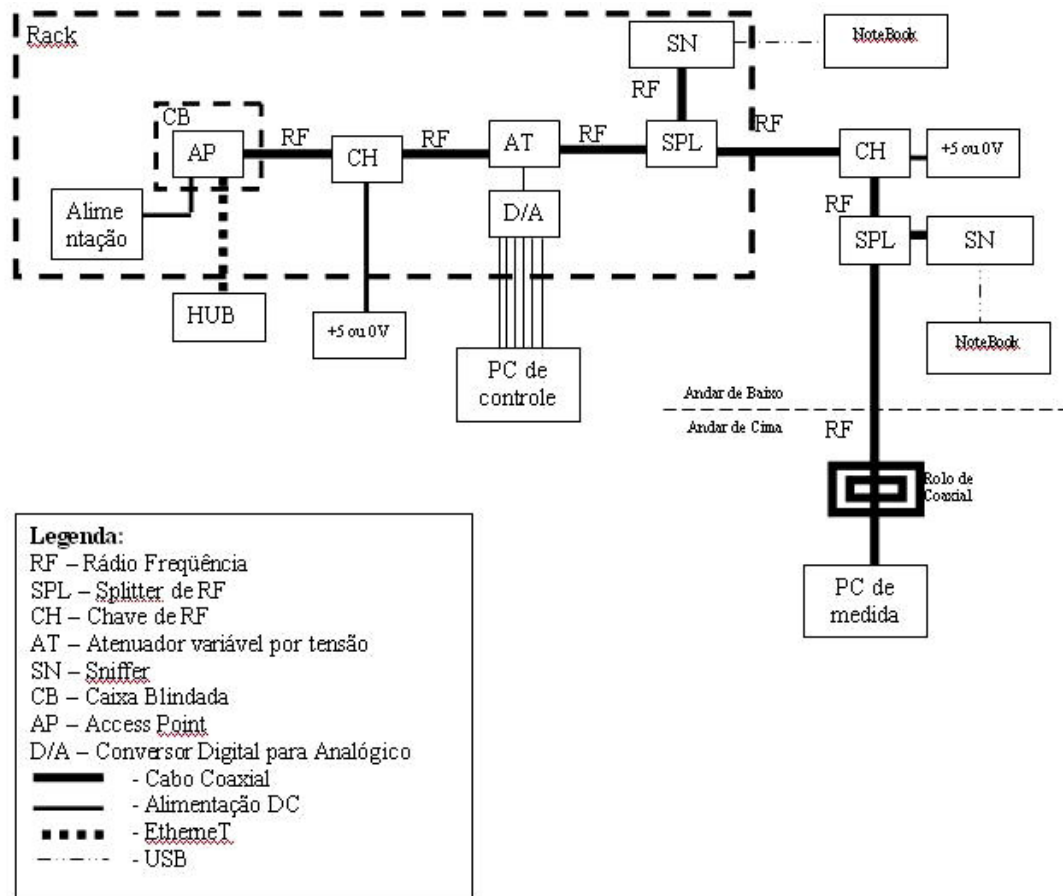 Rack
SN
NoteBook
RF
CB
RF
RF
RF
RF
AP
CH
AT
SPL
CH
+5 ou 0V
Alime
ntação
D/A
RF
SPL
SN
HUB
+5 ou 0V
NoteBook
PC de
controle
Andar de Baixo
Andar de Cima
RF
Rolo de
Coaxial
PC de
medida
Legenda:
RF – Rádio Freqüência
SPL – Splitter de RF
CH – Chave de RF
AT – Atenuador variável por tensão
SN – Sniffer
CB – Caixa Blindada
AP – Access Point
D/A – Conversor Digital para Analógico
- Cabo Coaxial
- Alimentação DC
- EtherneT
- USB